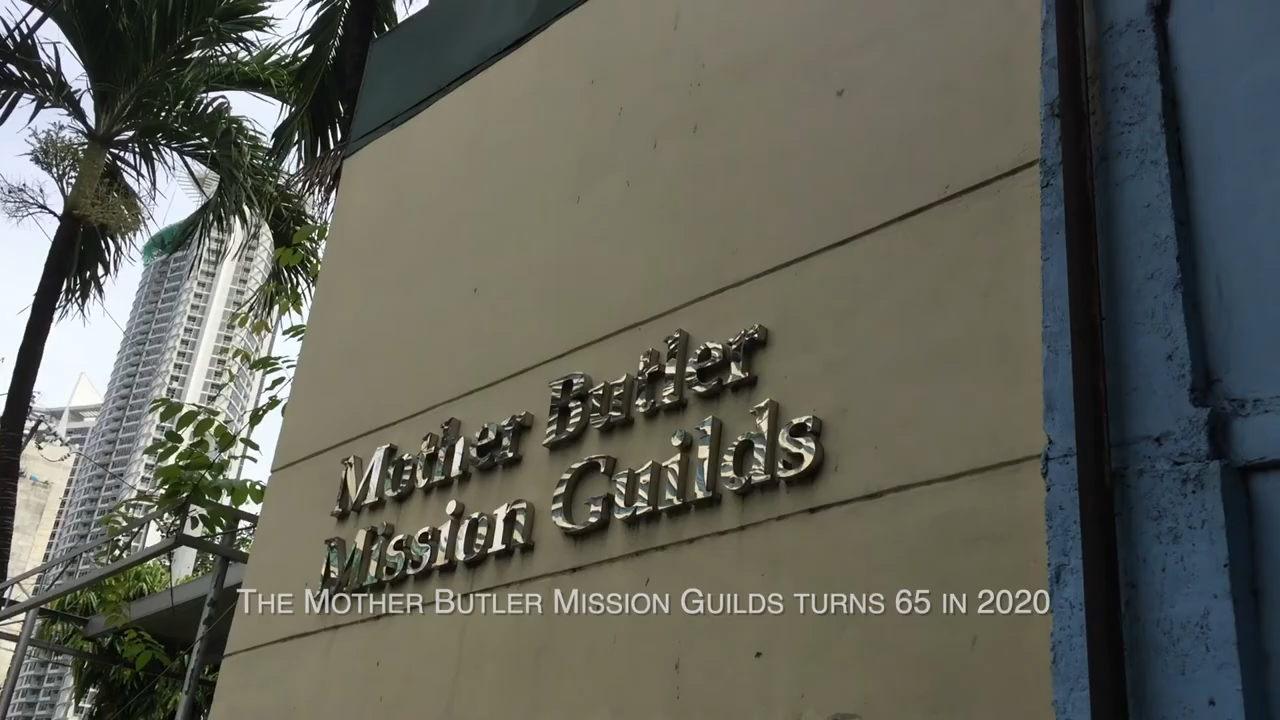 Mother Butler
Mission Guilds
THE MOTHER BUTLER MISSION GUILDS TURNS 65 IN 2020